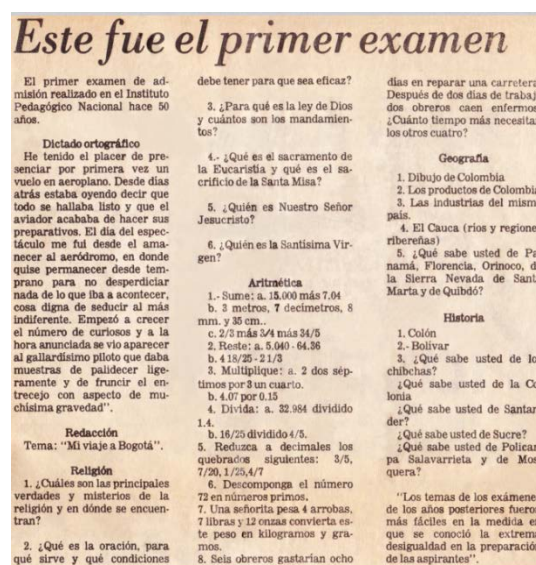 Este fue el primer examen
El primer examen de ad-
misión realizado en el Instituto
Pedagógico Nacional hace 50
años.
Dictado ortográfico
He tenido el placer de pre-
senciar por primera vez un
vuelo en aeroplano. Desde días
atrás estaba oyendo decir que
todo se hallaba listo y que el
aviador acababa de hacer sus
preparativos. El día del espec-
táculo me fui desde el ama-
necer al aeródromo, en donde
quise permanecer desde tem-
prano para no desperdiciar
nada de lo que iba a acontecer,
cosa digna de seducir al más
indiferente. Empezó a crecer
el número de curiosos y a la
hora anunciada se vio aparecer
al gallardísimo piloto que daba
muestras de palidecer lige-
ramente y de fruncir el en-
trecejo con aspecto de mu-
chísima gravedad".
Redacción
Tema: "Mi viaje a Bogotá".
Religión
1. ¿Cuáles son las principales
verdades y misterios de la
religión y en dónde se encuen-
tran?
2. ¿Qué es la oración, para
qué sirve y qué condiciones
debe tener para que sea eficaz?
3. ¿Para qué es la ley de Dios
y cuántos son los mandamien-
tos?
4.- ¿Qué es el sacramento de
la Eucaristía y qué es el sa-
crificio de la Santa Misa?
5. ¿Quién es Nuestro Señor
Jesucristo?
6. ¿Quién es la Santísima Vir-
gen?
Aritmética
1.- Sume: a. 15.000 más 7.04
b. 3 metros, 7 decímetros, 8
mm. y 35 cm..
c. 2/3 más 3/4 más 34/5
2. Reste: a. 5.040 - 64.36
b. 4 18/25 - 2 1/3
3. Multiplique: a. 2 dos sép-
timos por 3 un cuarto.
b. 4.07 por 0.15
4. Divida: a. 32.984 dividido
1.4.
b. 16/25 dividido 4/5.
5. Reduzca a decimales los
quebrados siguientes: 3/5,
7/20, 1/25, 4/7
6. Descomponga el número
72 en números primos.
7. Una señorita pesa 4 arrobas,
7 libras y 12 onzas convierta es-
te peso en kilogramos y gra-
mos.
8. Seis obreros gastarían ocho
días en reparar una carretera
Después de dos días de trabaj
dos obreros caen enfermos
¿Cuánto tiempo más necesita
los otros cuatro?
Geografía
1. Dibujo de Colombia
2. Los productos de Colombi
3. Las industrias del mism
país.
4. El Cauca (ríos y regione
ribereñas)
5. ¿Qué sabe usted de Pa
namá, Florencia, Orinoco, d
la Sierra Nevada de Sant
Marta y de Quibdó?
Historia
1. Colón
2.- Bolívar
3. ¿Qué sabe usted de lo
chibchas?
¿Qué sabe usted de la Co
lonia
¿Qué sabe usted de Santan
der?
¿Qué sabe usted de Sucre?
¿Qué sabe usted de Policar
pa Salavarrieta y de Mos
quera?
"Los temas de los exámene
de los años posteriores fuero
más fáciles en la medida e
que se conoció la extrem
desigualdad en la preparació
de las aspirantes".